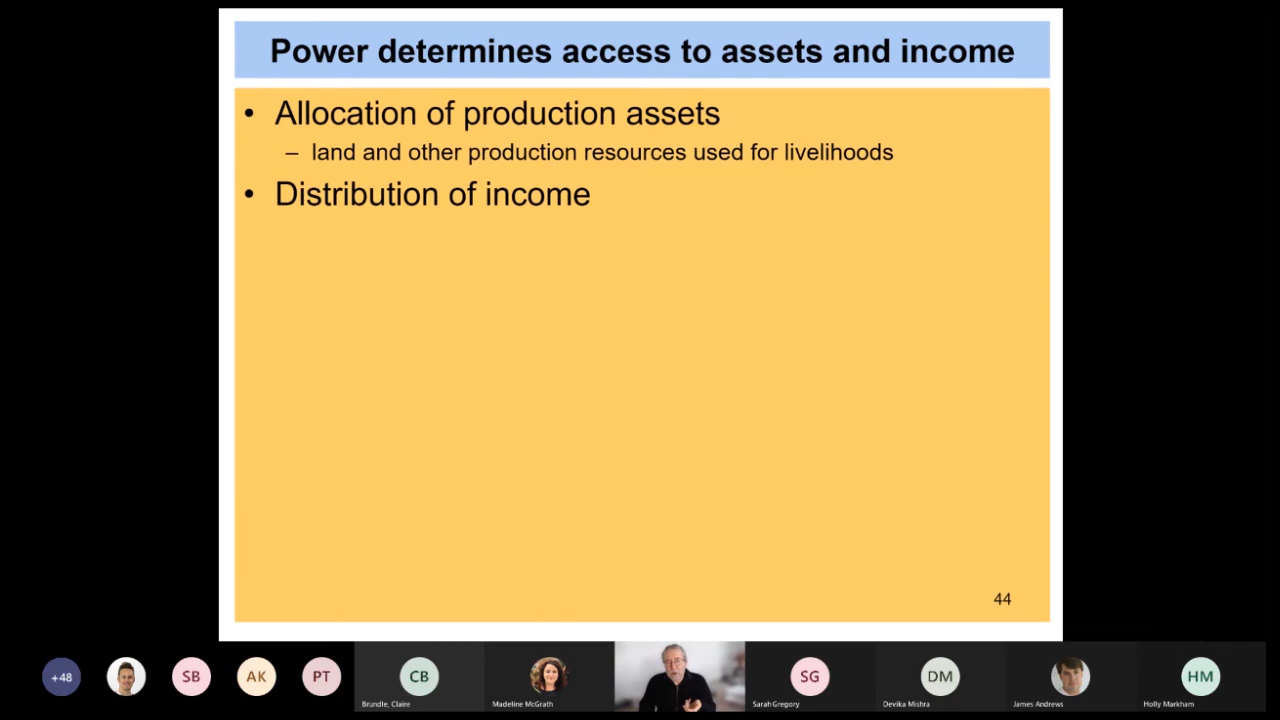 Power determines access to assets and income
• Allocation of production assets
– land and other production resources used for livelihoods
• Distribution of income
44
+48
SB
AK
PT
CB
SG
DM
HM
Brundle, Claire
Madeline McGrath
Sarah Gregory
Devika Mishra
James Andrews
Holly Markham